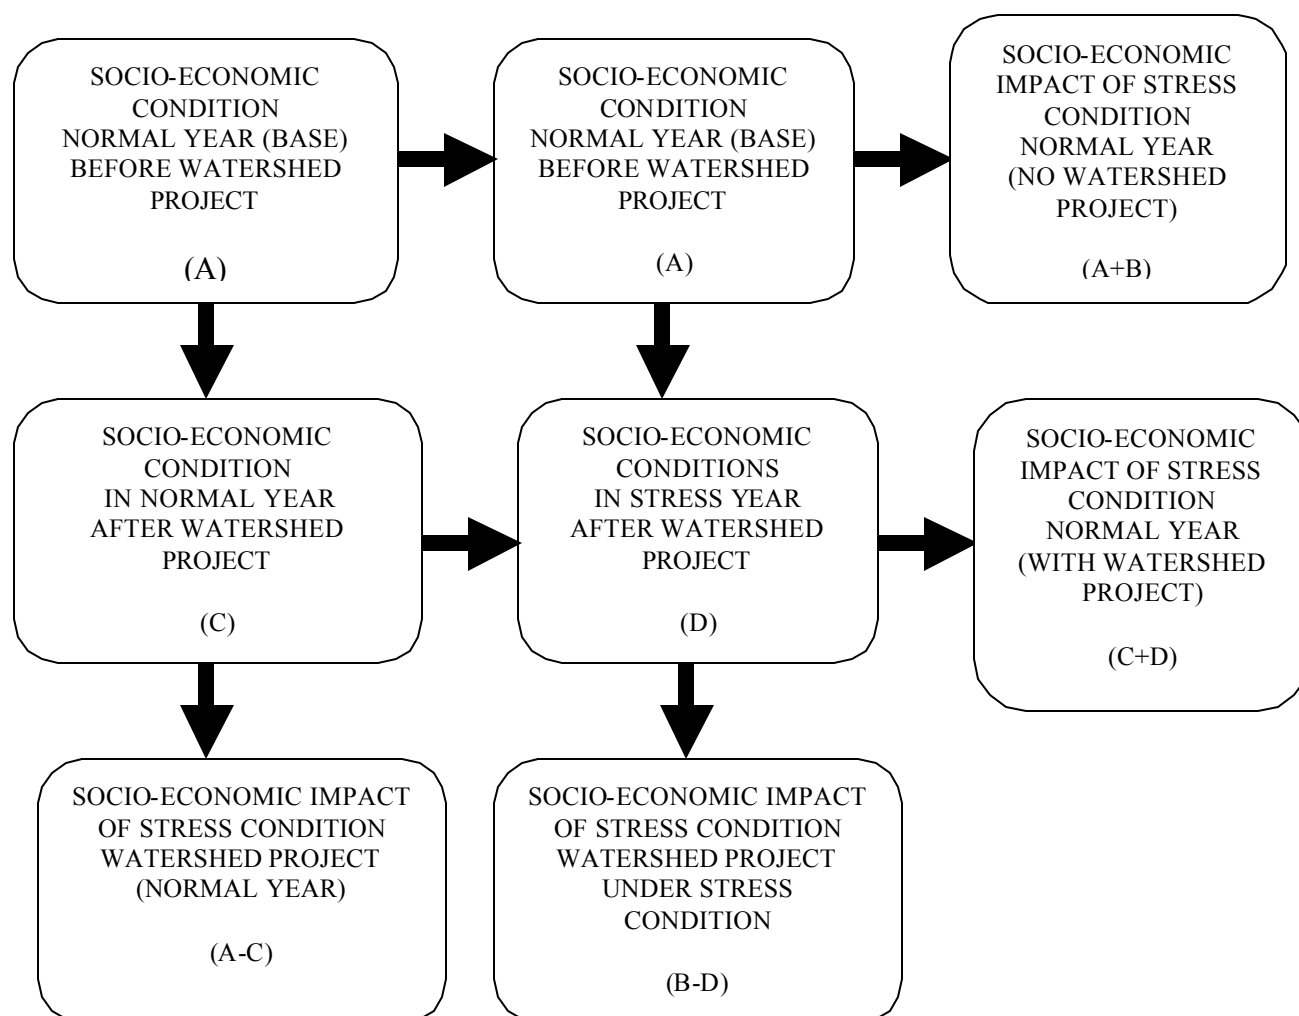 SOCIO-ECONOMIC
CONDITION
NORMAL YEAR (BASE)
BEFORE WATERSHED
PROJECT
(A)
SOCIO-ECONOMIC
CONDITION
NORMAL YEAR (BASE)
BEFORE WATERSHED
PROJECT
(A)
SOCIO-ECONOMIC
IMPACT OF STRESS
CONDITION
NORMAL YEAR
(NO WATERSHED
PROJECT)
(A+B)
SOCIO-ECONOMIC
CONDITION
IN NORMAL YEAR
AFTER WATERSHED
PROJECT
(C)
SOCIO-ECONOMIC
CONDITIONS
IN STRESS YEAR
AFTER WATERSHED
PROJECT
(D)
SOCIO-ECONOMIC
IMPACT OF STRESS
CONDITION
NORMAL YEAR
(WITH WATERSHED
PROJECT)
(C+D)
SOCIO-ECONOMIC IMPACT
OF STRESS CONDITION
WATERSHED PROJECT
(NORMAL YEAR)
(A-C)
SOCIO-ECONOMIC IMPACT
OF STRESS CONDITION
WATERSHED PROJECT
UNDER STRESS
CONDITION
(B-D)